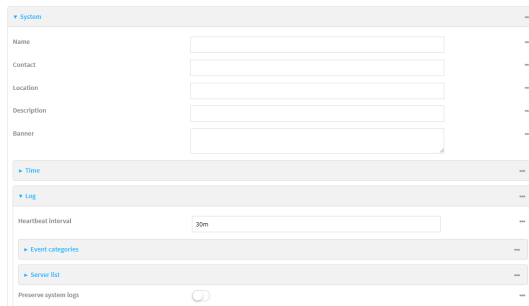 System
Name
Contact
Location
Description
Banner
Time
Log
Heartbeat interval
30m
Event categories
Server list
Preserve system logs